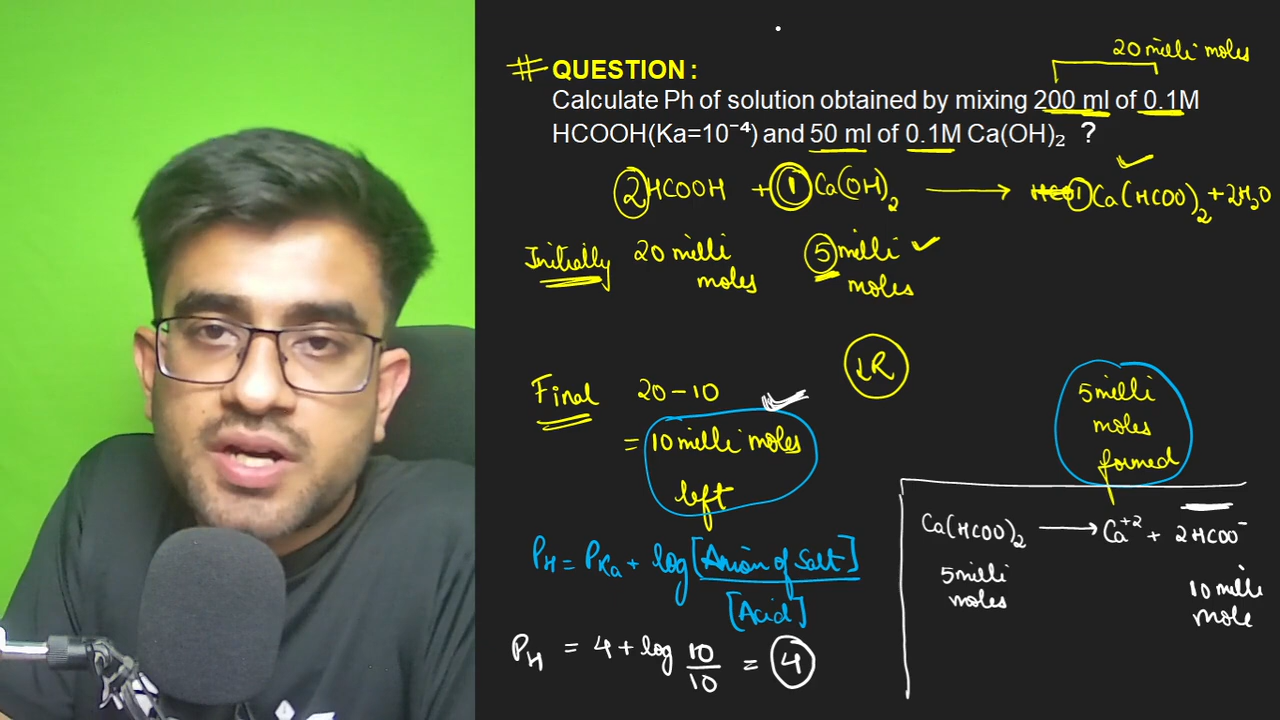 20 milli moles
# QUESTION :
Calculate Ph of solution obtained by mixing 200 ml of 0.1M
HCOOH(Ka=10⁻⁴) and 50 ml of 0.1M Ca(OH)₂ ?
2HCOOH + 1Ca(OH)₂ ⟶ 1Ca(HCOO)₂ + 2H₂O
Initially 20 milli moles 5 milli moles ✓
↓R
Final 20 – 10
= 10 milli moles
left
5 milli
moles
formed
PH = PKa + log [Anion of Salt]
[Acid]
PH = 4 + log 10/10 = 4
Ca(HCOO)₂ ⟶ Ca⁺² + 2HCOO⁻
5 milli moles 10 milli mole